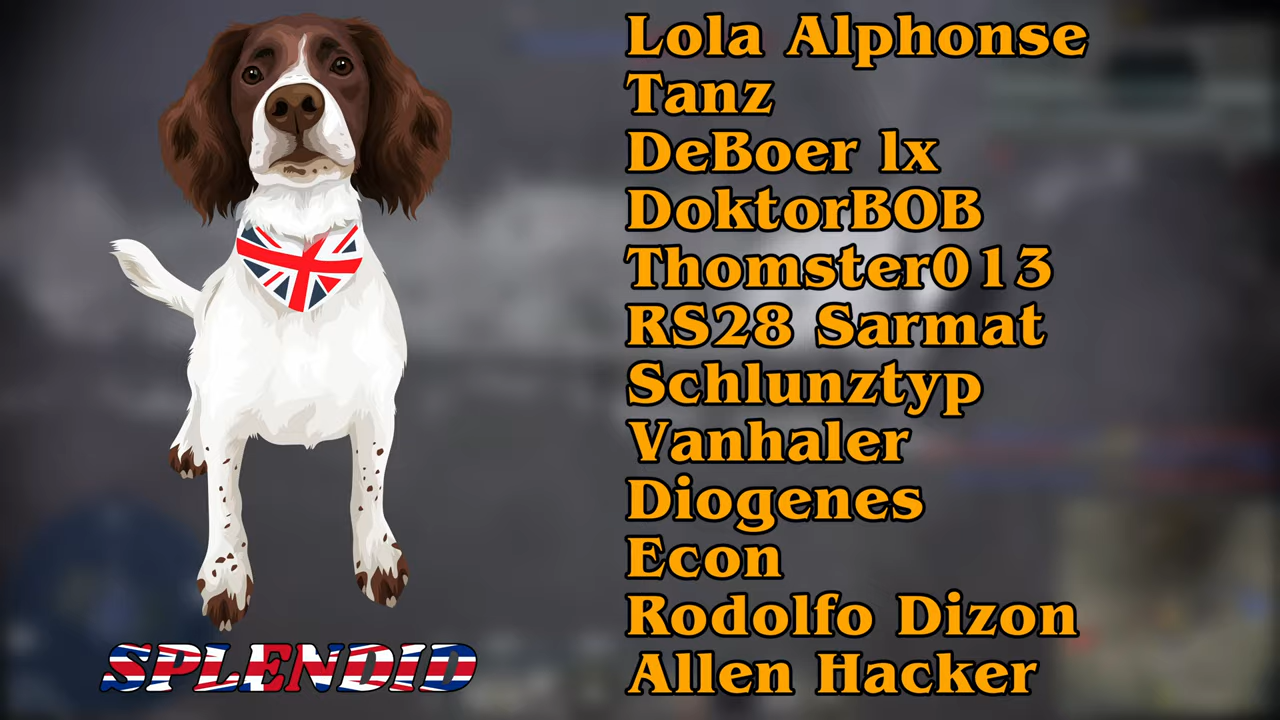 Lola Alphonse
Tanz
DeBoer lx
DoktorBOB
Thomster013
RS28 Sarmat
Schlunztyp
Vanhaler
Diogenes
Econ
Rodolfo Dizon
Allen Hacker
SPLENDID